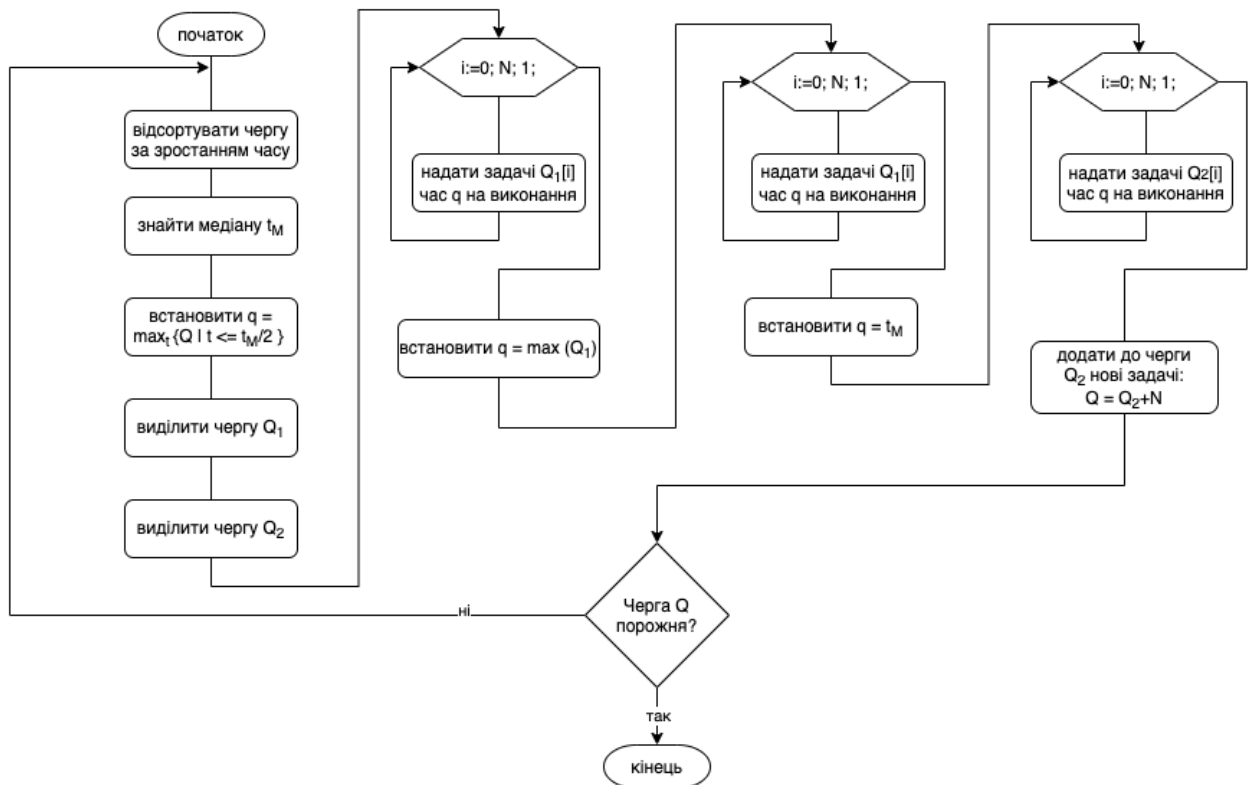 початок
відсортувати чергу
за зростанням часу
знайти медіану tM
встановити q =
maxt{Q | t <= tM/2 }
виділити чергу Q1
виділити чергу Q2
i:=0; N; 1;
надати задачі Q1[i]
час q на виконання
встановити q = max (Q1)
i:=0; N; 1;
надати задачі Q1[i]
час q на виконання
встановити q = tM
i:=0; N; 1;
надати задачі Q2[i]
час q на виконання
додати до черги
Q2 нові задачі:
Q = Q2+N
Черга Q
порожня?
ні
так
кінець